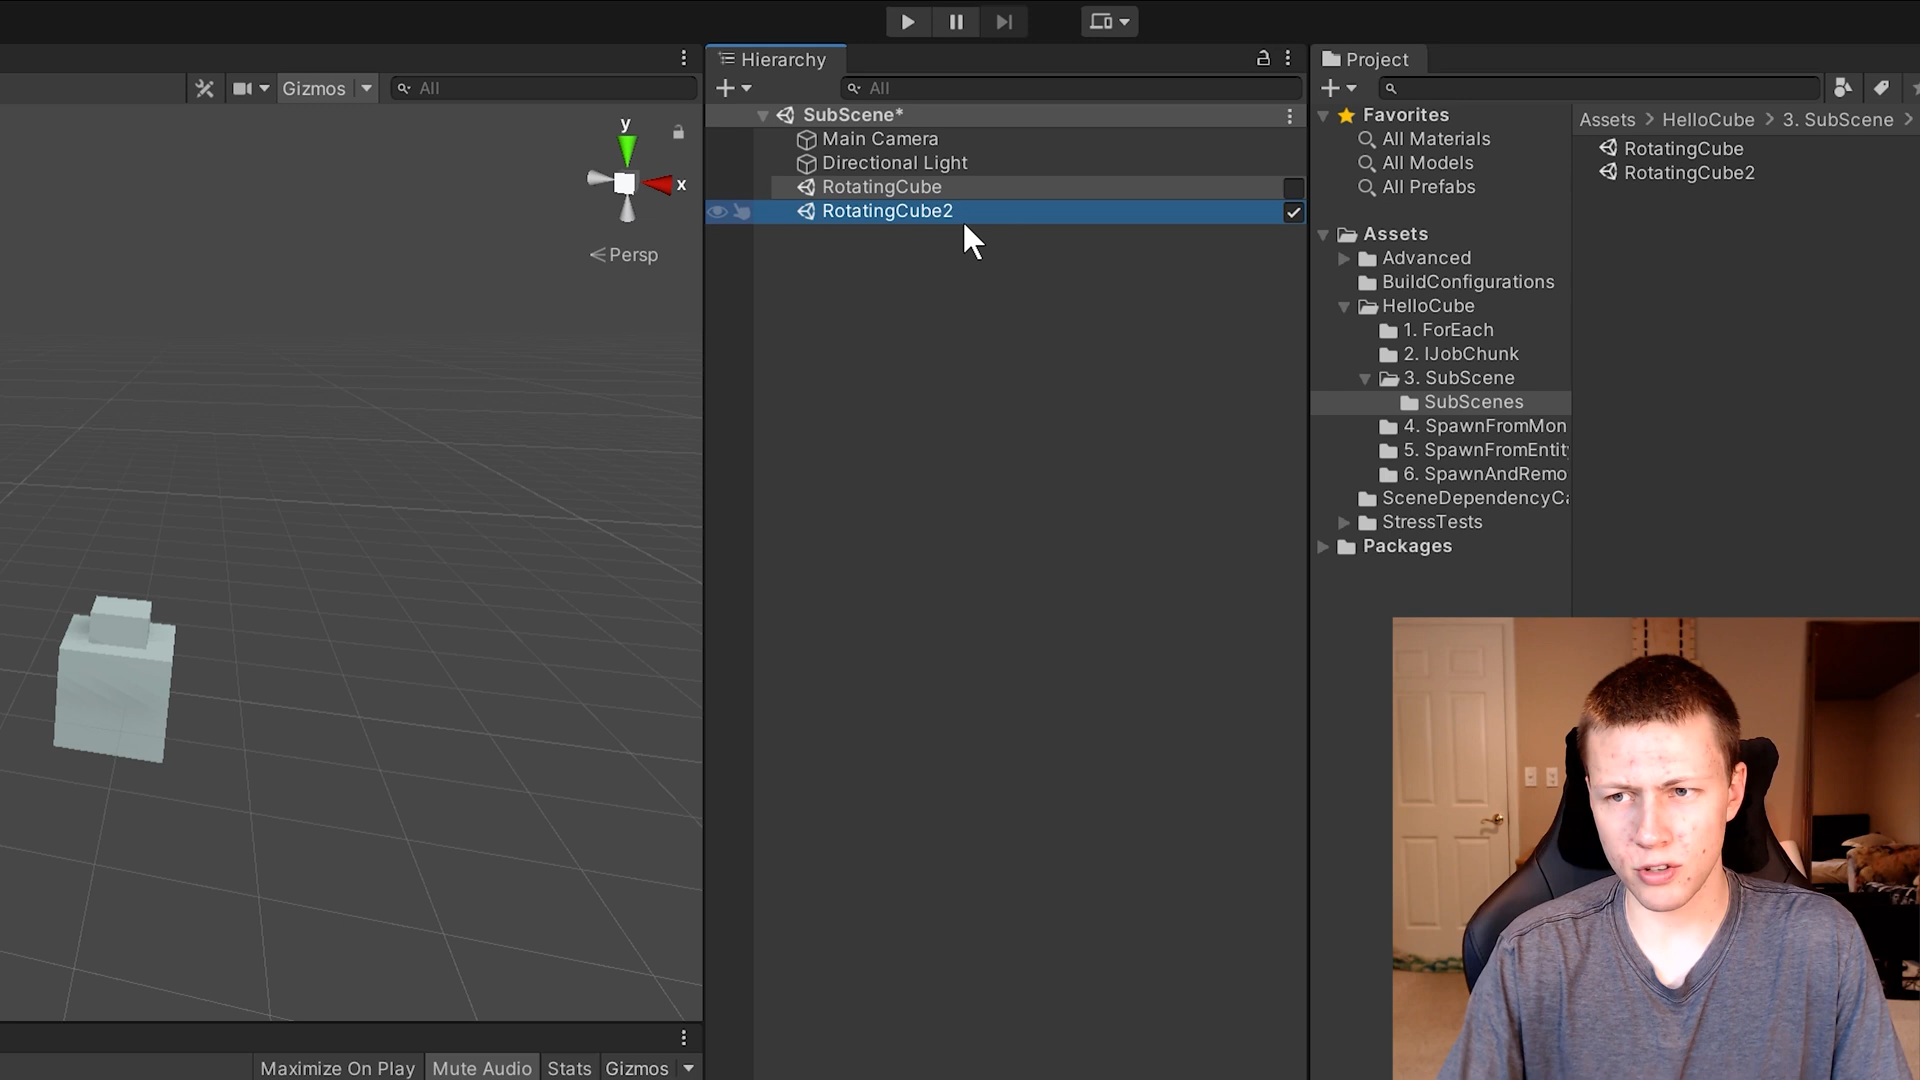 Hierarchy
Project
Gizmos
All
All
SubScene*
Main Camera
Directional Light
RotatingCube
RotatingCube2
Favorites
All Materials
All Models
All Prefabs
Assets
Advanced
BuildConfigurations
HelloCube
1. ForEach
2. IJobChunk
3. SubScene
SubScenes
4. SpawnFromMon
5. SpawnFromEntit
6. SpawnAndRemo
SceneDependencyCa
StressTests
Packages
Assets > HelloCube > 3. SubScene >
RotatingCube
RotatingCube2
y
x
< Persp
Maximize On Play
Mute Audio
Stats
Gizmos